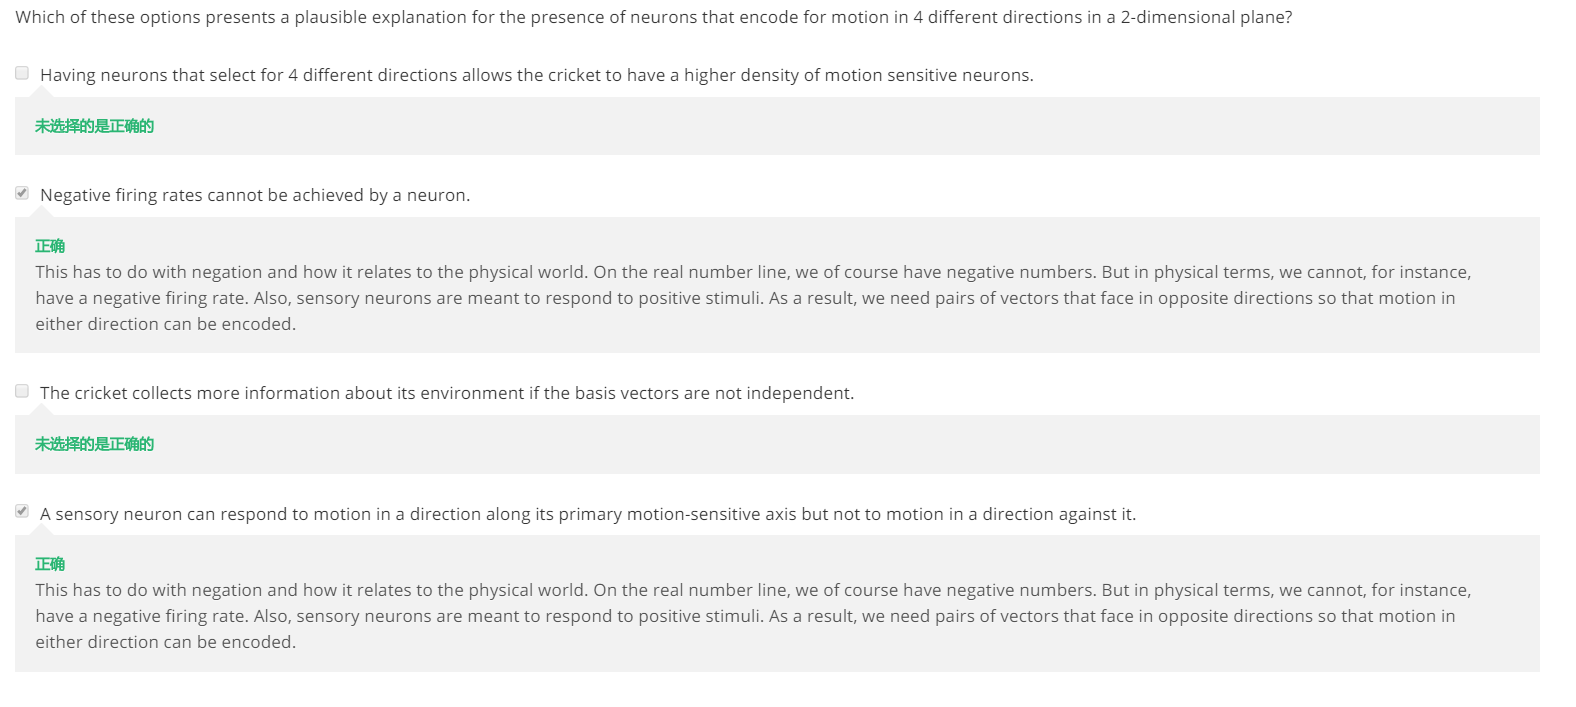 Which of these options presents a plausible explanation for the presence of neurons that encode for motion in 4 different directions in a 2-dimensional plane?
Having neurons that select for 4 different directions allows the cricket to have a higher density of motion sensitive neurons.
未选择的是正确的
Negative firing rates cannot be achieved by a neuron.
正确
This has to do with negation and how it relates to the physical world. On the real number line, we of course have negative numbers. But in physical terms, we cannot, for instance,
have a negative firing rate. Also, sensory neurons are meant to respond to positive stimuli. As a result, we need pairs of vectors that face in opposite directions so that motion in
either direction can be encoded.
The cricket collects more information about its environment if the basis vectors are not independent.
未选择的是正确的
A sensory neuron can respond to motion in a direction along its primary motion-sensitive axis but not to motion in a direction against it.
正确
This has to do with negation and how it relates to the physical world. On the real number line, we of course have negative numbers. But in physical terms, we cannot, for instance,
have a negative firing rate. Also, sensory neurons are meant to respond to positive stimuli. As a result, we need pairs of vectors that face in opposite directions so that motion in
either direction can be encoded.